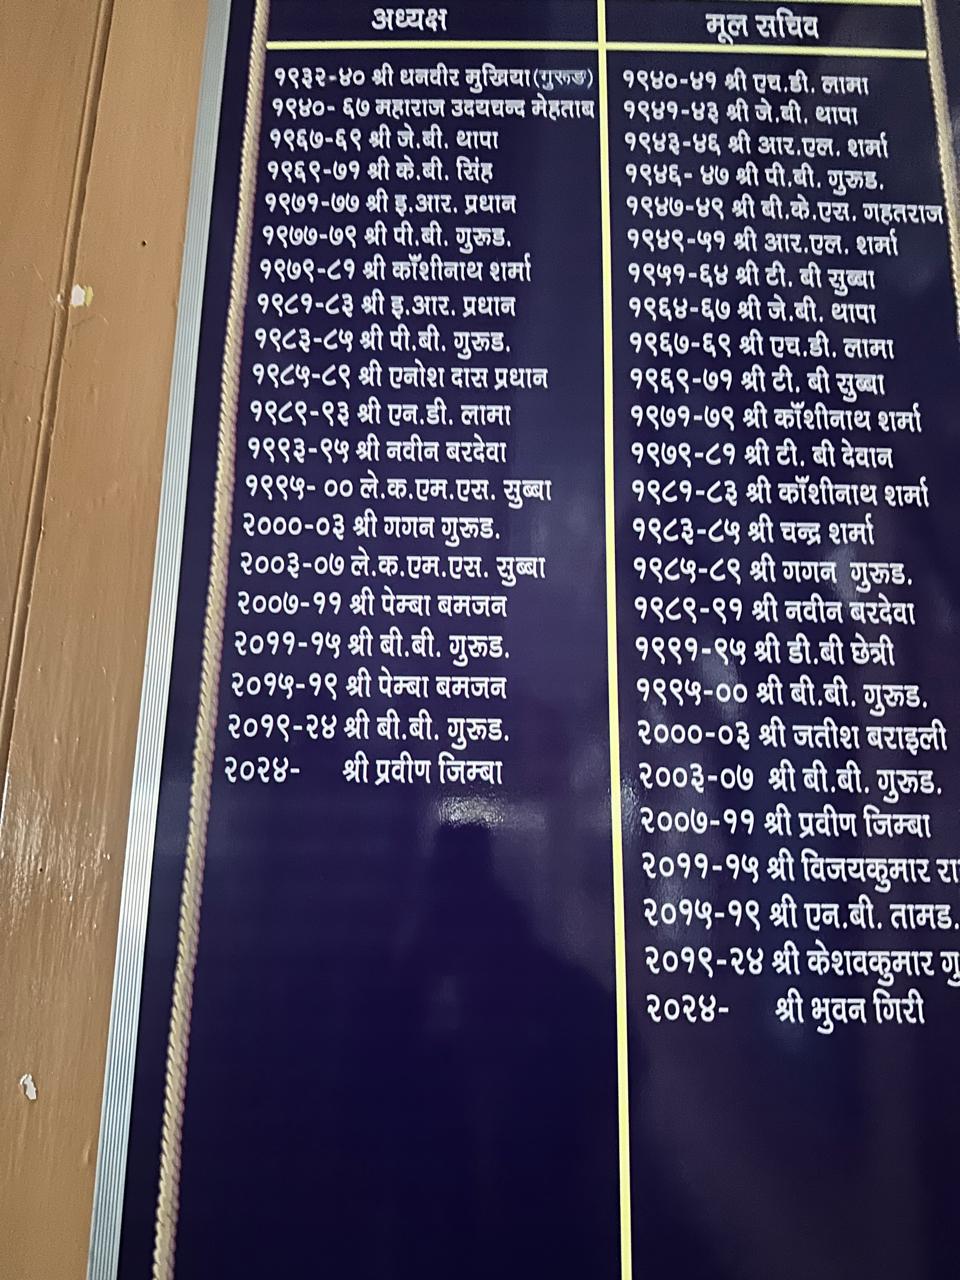 अध्यक्ष
१९३२-४० श्री धनवीर मुखिया(गुरूङ)
१९४०- ६७ महाराज उदयचन्द मेहताब
१९६७-६९ श्री जे.बी. थापा
१९६९-७१ श्री के.बी. सिंह
१९७१-७७ श्री इ.आर. प्रधान
१९७७-७९ श्री पी.बी. गुरूड.
१९७९-८१ श्री काँशीनाथ शर्मा
१९८१-८३ श्री इ.आर. प्रधान
१९८३-८५ श्री पी.बी. गुरूड.
१९८५-८९ श्री एनोश दास प्रधान
१९८९-९३ श्री एन.डी. लामा
१९९३-९५ श्री नवीन बरदेवा
१९९५- ०० ले.क.एम.एस. सुब्बा
२०००-०३ श्री गगन गुरूड.
२००३-०७ ले.क.एम.एस. सुब्बा
२००७-११ श्री पेम्बा बमजन
२०११-१५ श्री बी.बी. गुरूड.
२०१५-१९ श्री पेम्बा बमजन
२०१९-२४ श्री बी.बी. गुरूड.
२०२४- श्री प्रवीण जिम्बा
मूल सचिव
१९४०-४१ श्री एच.डी. लामा
१९४१-४३ श्री जे.बी. थापा
१९४३-४६ श्री आर.एल. शर्मा
१९४६- ४७ श्री पी.बी. गुरूड.
१९४७-४९ श्री बी.के.एस. गहतराज
१९४९-५१ श्री आर.एल. शर्मा
१९५१-६४ श्री टी. बी सुब्बा
१९६४-६७ श्री जे.बी. थापा
१९६७-६९ श्री एच.डी. लामा
१९६९-७१ श्री टी. बी सुब्बा
१९७१-७९ श्री काँशीनाथ शर्मा
१९७९-८१ श्री टी. बी देवान
१९८१-८३ श्री काँशीनाथ शर्मा
१९८३-८५ श्री चन्द्र शर्मा
१९८५-८९ श्री गगन गुरूड.
१९८९-९१ श्री नवीन बरदेवा
१९९१-९५ श्री डी.बी छेत्री
१९९५-०० श्री बी.बी. गुरूड.
२०००-०३ श्री जतीश बराइली
२००३-०७ श्री बी.बी. गुरूड.
२००७-११ श्री प्रवीण जिम्बा
२०११-१५ श्री विजयकुमार
२०१५-१९ श्री एन.बी. तामड.
२०१९-२४ श्री केशवकुमार
२०२४- श्री भुवन गिरी